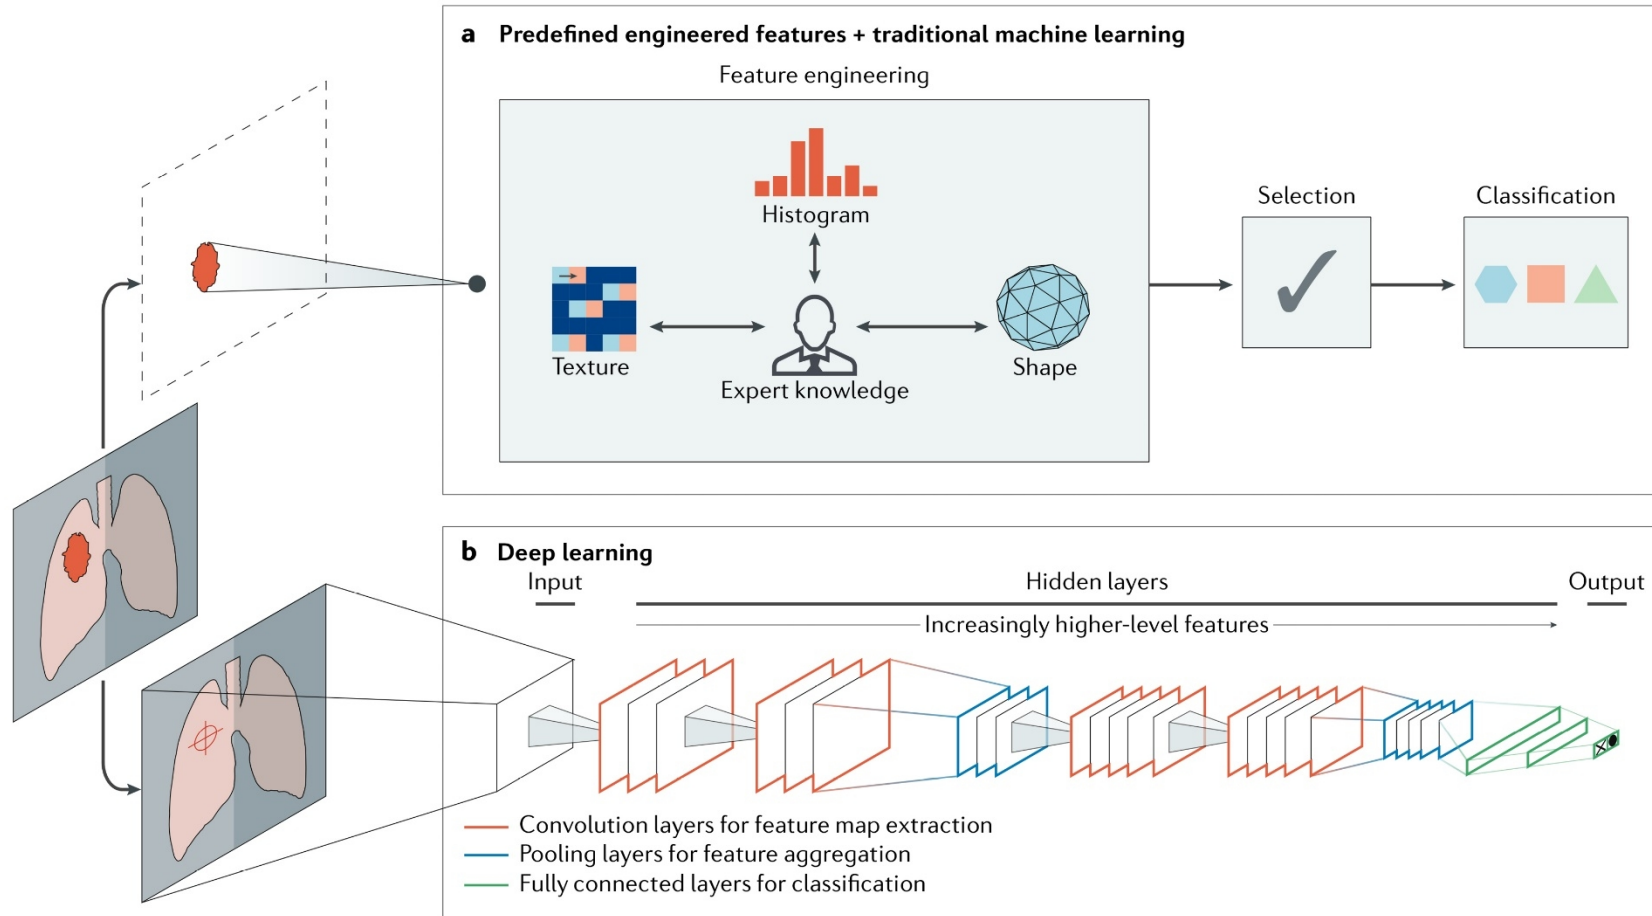 a Predefined engineered features + traditional machine learning
Feature engineering
Histogram
Texture
Expert knowledge
Shape
Selection
Classification
b Deep learning
Input
Hidden layers
Output
Increasingly higher-level features
Convolution layers for feature map extraction
Pooling layers for feature aggregation
Fully connected layers for classification